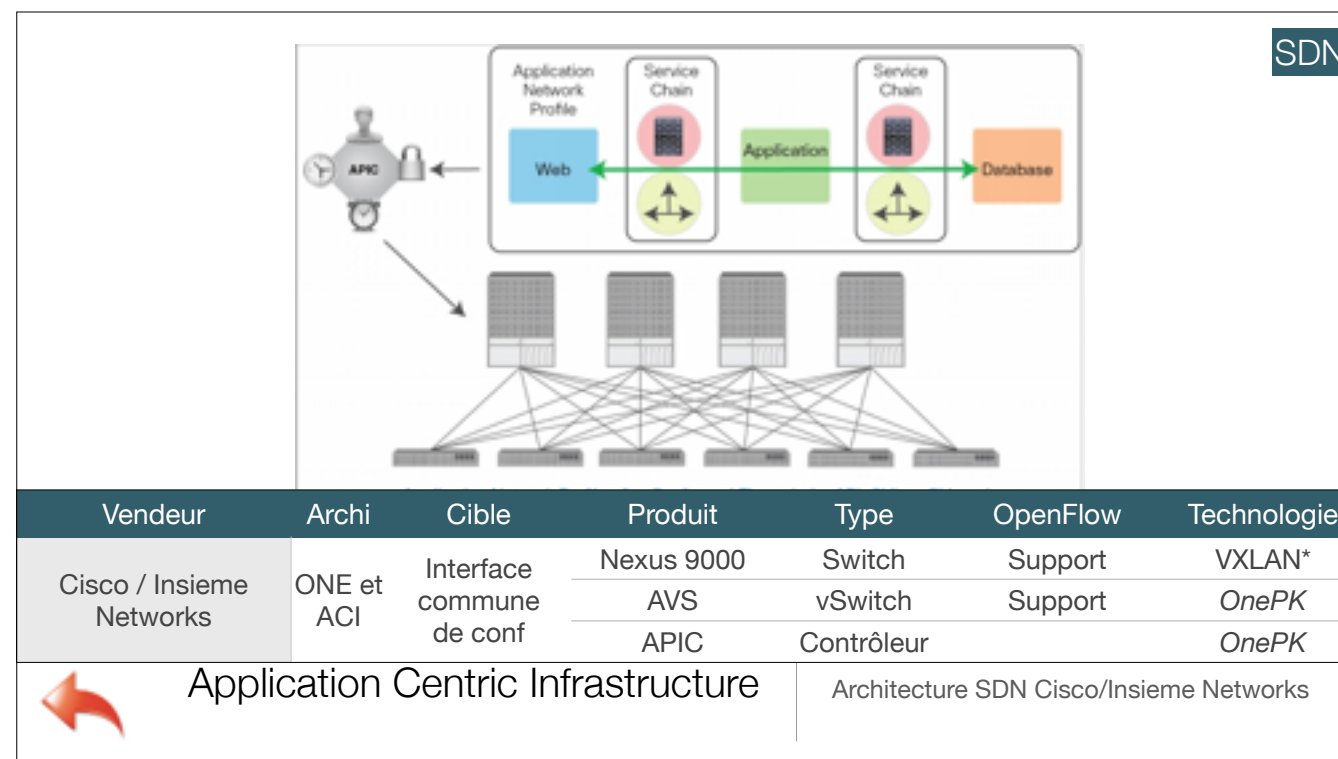 SDN
Application
Network
Profile
Service
Chain
Service
Chain
APIC
Web
Application
Database
Vendeur Archi Cible Produit Type OpenFlow Technologie
Cisco / Insieme
Networks
ONE et
ACI
Interface
commune
de conf
Nexus 9000 Switch Support VXLAN*
AVS vSwitch Support OnePK
APIC Contrôleur OnePK
Application Centric Infrastructure
Architecture SDN Cisco/Insieme Networks